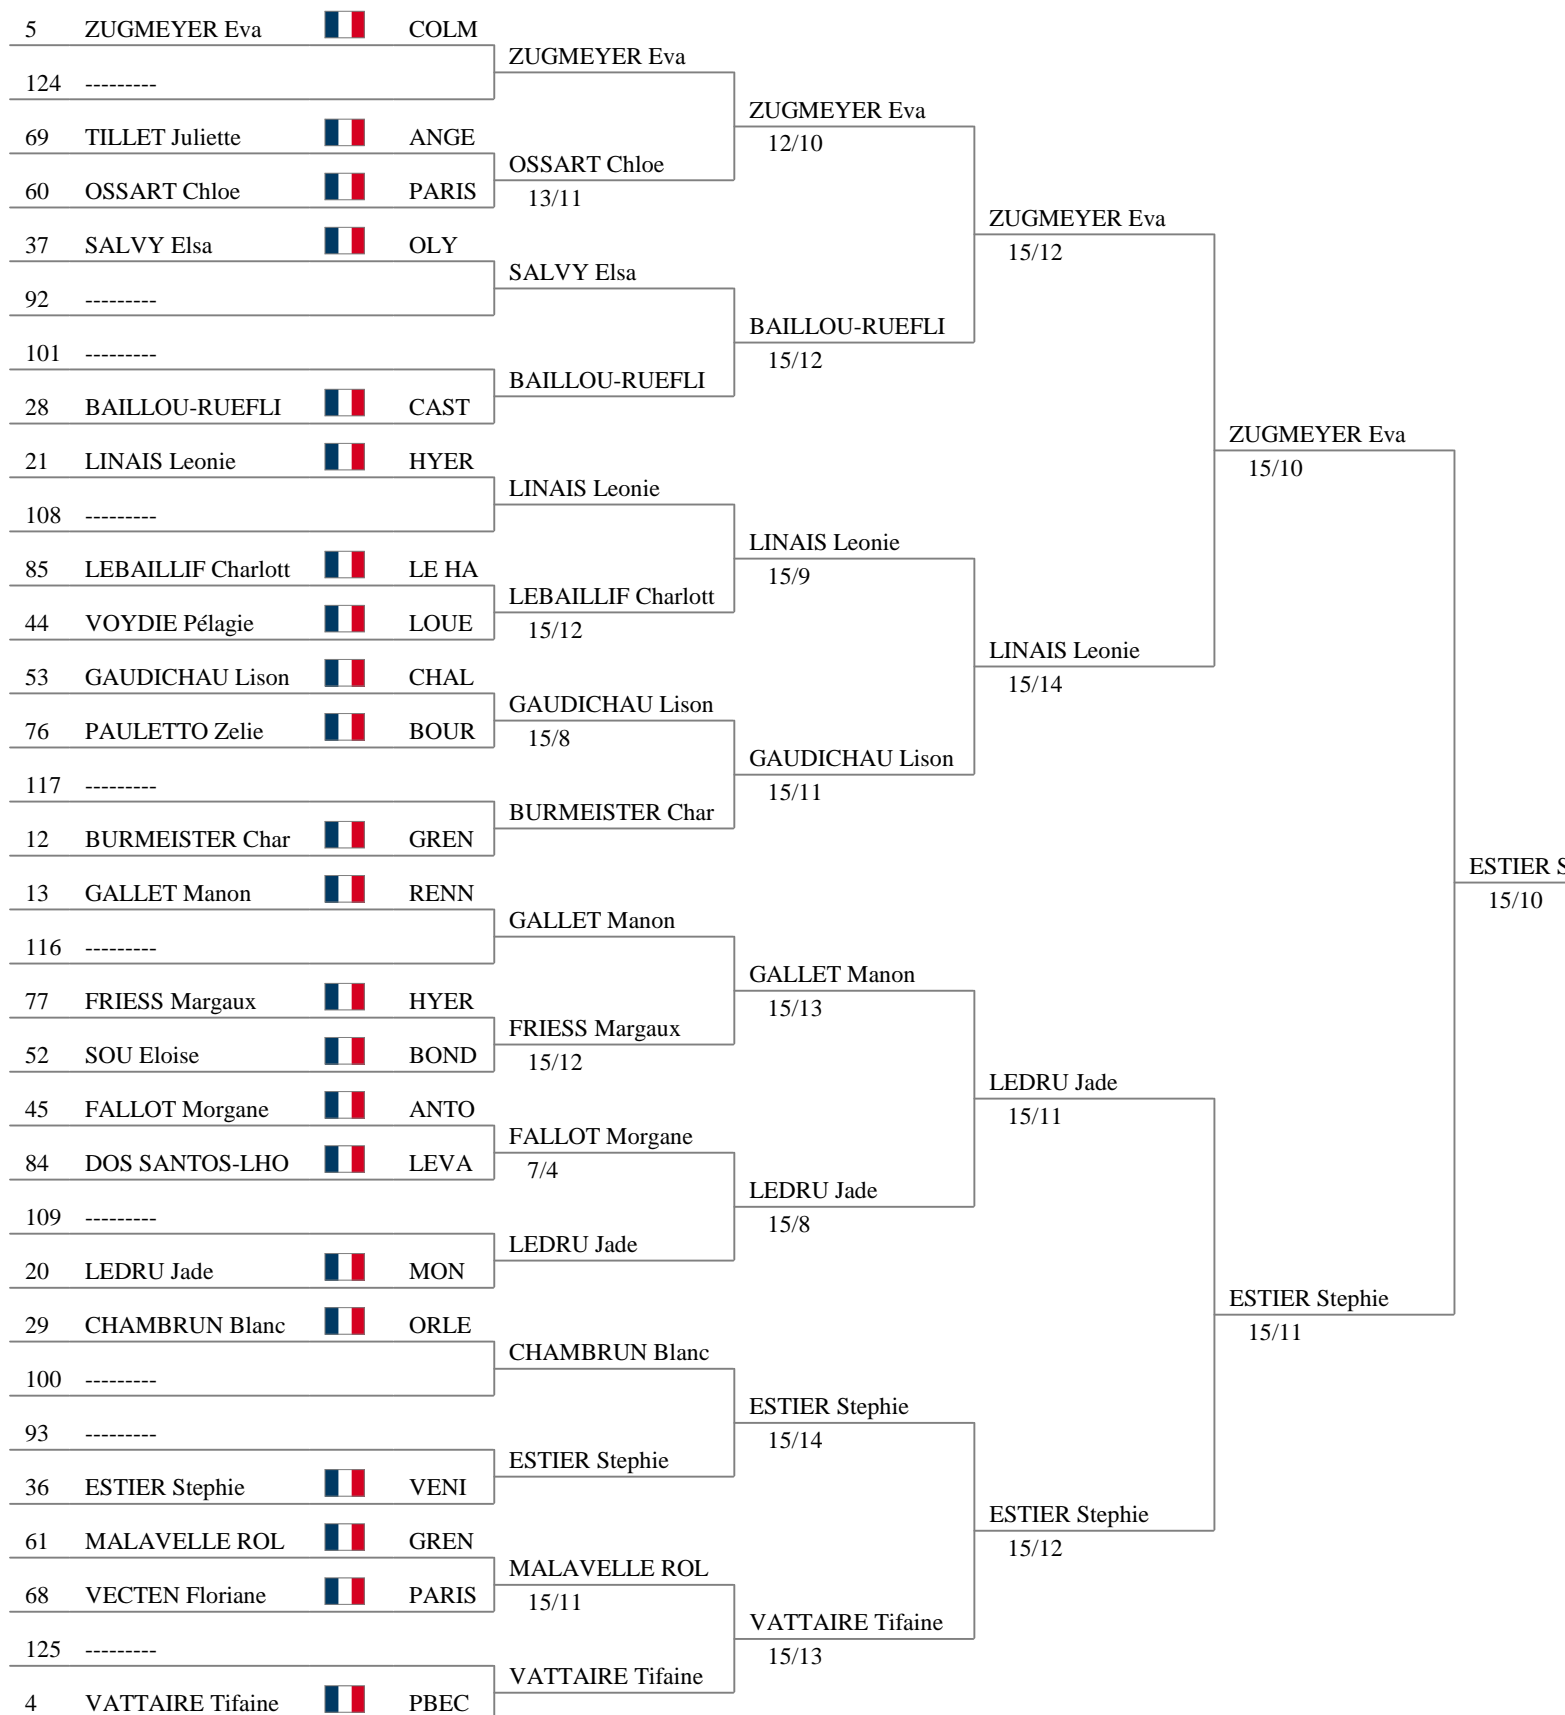 5 ZUGMEYER Eva COLM
ZUGMEYER Eva
124 ---------
ZUGMEYER Eva
12/10
69 TILLET Juliette ANGE
OSSART Chloe
13/11
60 OSSART Chloe PARIS
ZUGMEYER Eva
15/12
37 SALVY Elsa OLY
SALVY Elsa
92 ---------
BAILLOU-RUEFLI
15/12
101 ---------
BAILLOU-RUEFLI
28 BAILLOU-RUEFLI CAST
ZUGMEYER Eva
15/10
21 LINAIS Leonie HYER
LINAIS Leonie
108 ---------
LINAIS Leonie
15/9
85 LEBAILLIF Charlott LE HA
LEBAILLIF Charlott
15/12
44 VOYDIE Pélagie LOUE
LINAIS Leonie
15/14
53 GAUDICHAU Lison CHAL
GAUDICHAU Lison
15/8
76 PAULETTO Zelie BOUR
GAUDICHAU Lison
15/11
117 ---------
BURMEISTER Char
12 BURMEISTER Char GREN
ESTIER S
15/10
13 GALLET Manon RENN
GALLET Manon
116 ---------
GALLET Manon
15/13
77 FRIESS Margaux HYER
FRIESS Margaux
15/12
52 SOU Eloise BOND
LEDRU Jade
15/11
45 FALLOT Morgane ANTO
FALLOT Morgane
7/4
84 DOS SANTOS-LHO LEVA
LEDRU Jade
15/8
109 ---------
LEDRU Jade
20 LEDRU Jade MON
ESTIER Stephie
15/11
29 CHAMBRUN Blanc ORLE
CHAMBRUN Blanc
100 ---------
ESTIER Stephie
15/14
93 ---------
ESTIER Stephie
36 ESTIER Stephie VENI
ESTIER Stephie
15/12
61 MALAVELLE ROL GREN
MALAVELLE ROL
15/11
68 VECTEN Floriane PARIS
VATTAIRE Tifaine
15/13
125 ---------
VATTAIRE Tifaine
4 VATTAIRE Tifaine PBEC